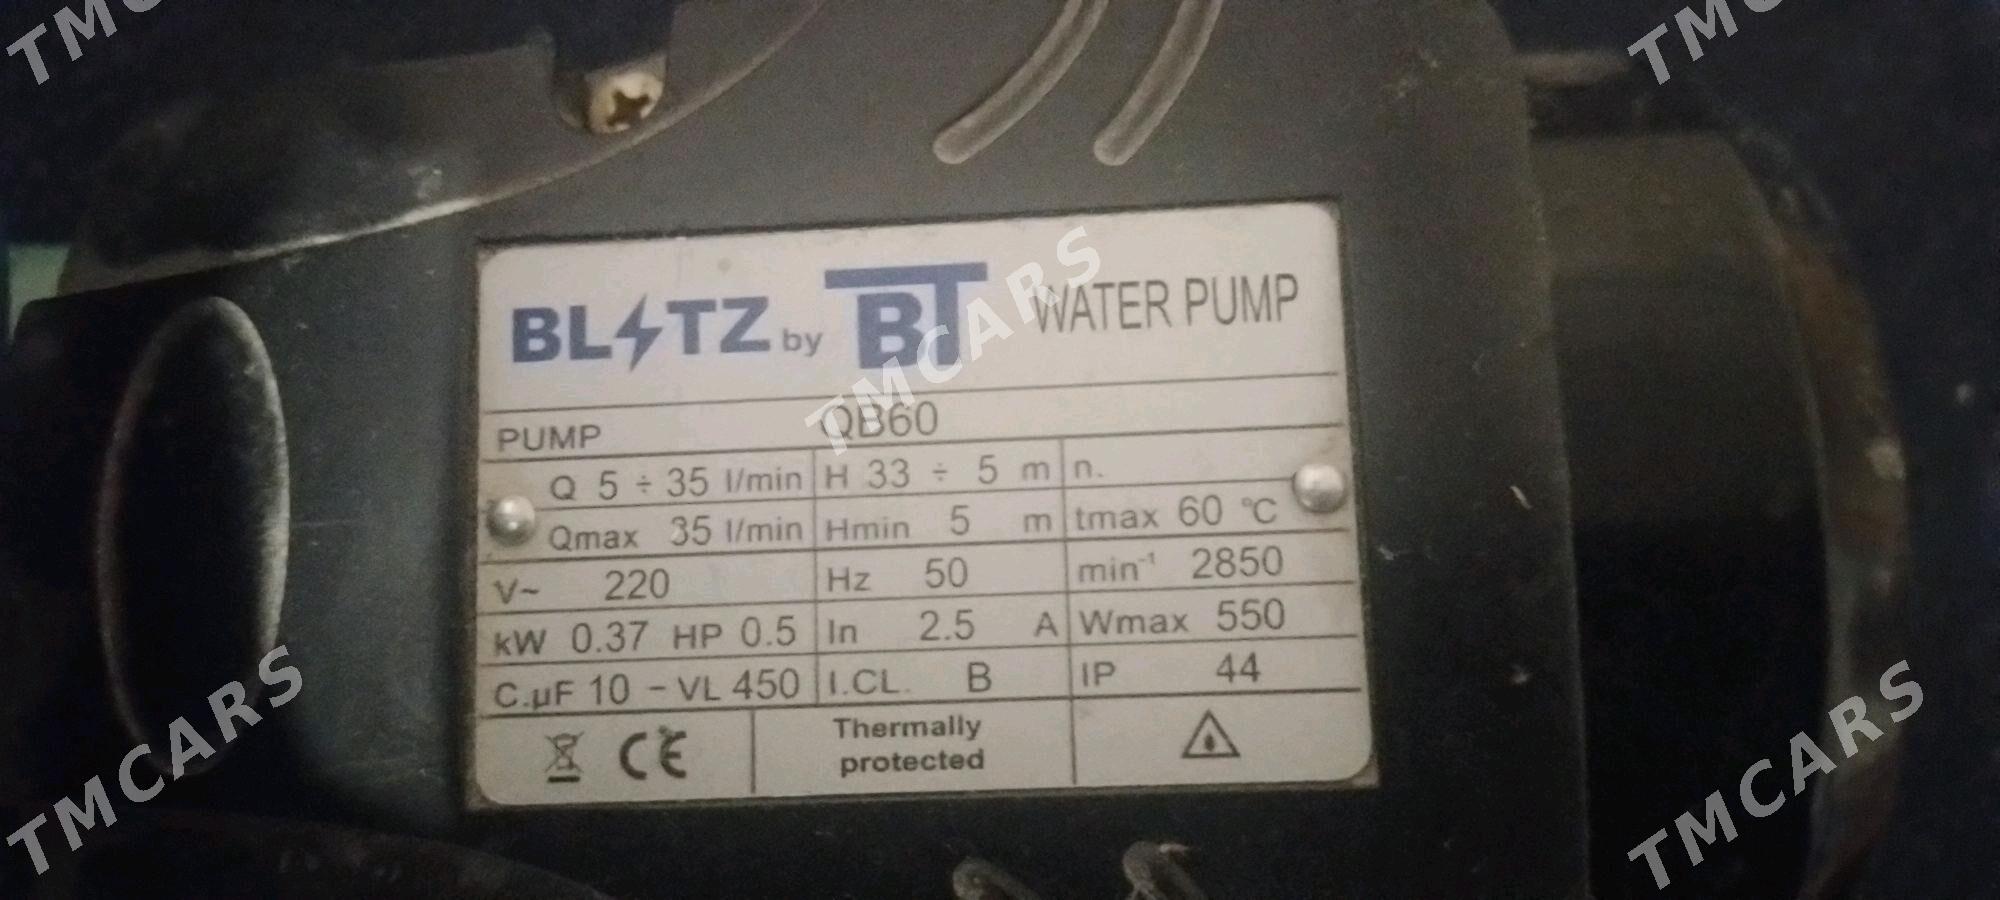 TMCARS
TMCARS
BLITZ by BT WATER PUMP
TMCARS
PUMP QB60
Q 5 ÷ 35 l/min H 33 ÷ 5 m n.
Qmax 35 l/min Hmin 5 m tmax 60 °C
V~ 220 Hz 50 min⁻¹ 2850
kW 0.37 HP 0.5 In 2.5 A Wmax 550
C.µF 10 - VL 450 I.CL. B IP 44
CE Thermally
protected
TMCARS
TMCARS